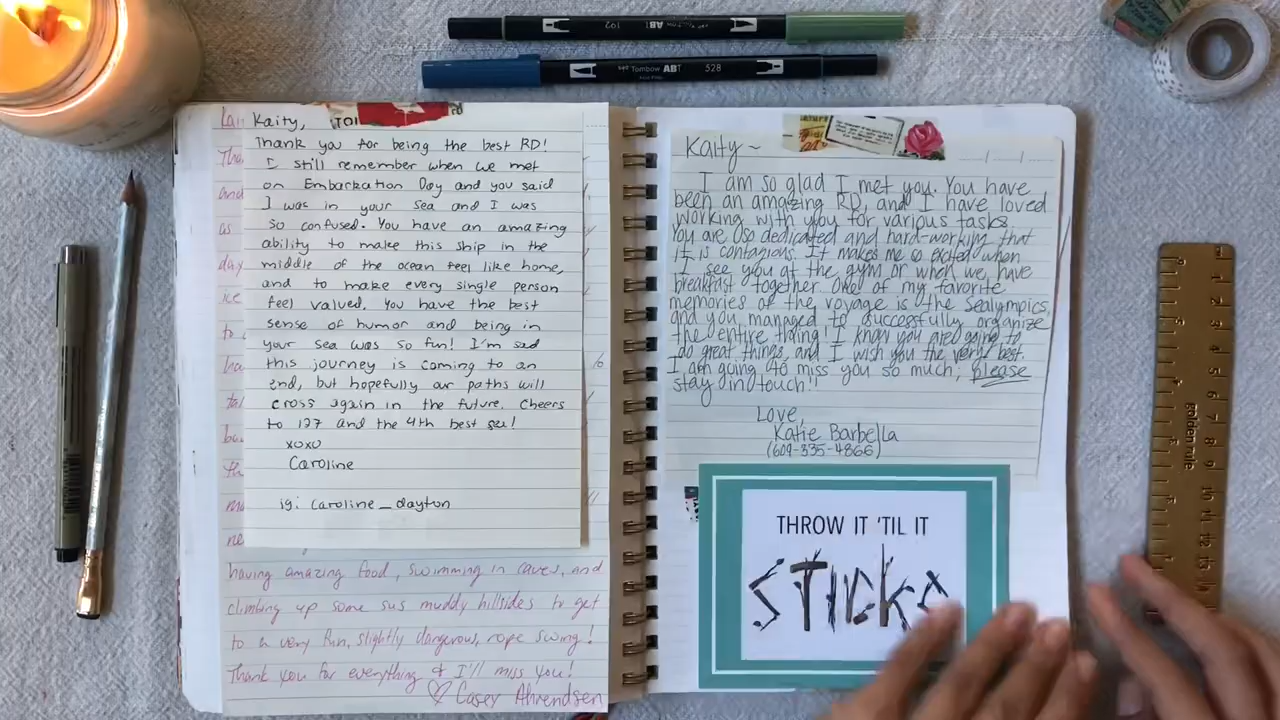 Kaity,
Thank you for being the best RD!
I still remember when we met
on Embarkation Day and you said
I was in your sea and I was
so confused. You have an amazing
ability to make this ship in the
middle of the ocean feel like home,
and to make every single person
feel valued. You have the best
sense of humor and being in
your sea was so fun! I'm sad
this journey is coming to an
end, but hopefully our paths will
cross again in the future. Cheers
to 127 and the 4th best sea!
xoxo
Caroline
ig: Caroline_dayton
having amazing food, swimming in caves, and
climbing up some sus muddy hillsides to get
to a very fun, slightly dangerous, rope swing!
Thank you for everything & I'll miss you!
♡ Casey Ahrendsen
Kaity ~
I am so glad I met you. You have
been an amazing RD, and I have loved
working with you for various tasks.
You are so dedicated and hard-working that
it is contagious. It makes me so excited when
I see you at the gym or when we have
breakfast together. One of my favorite
memories of the voyage is the Sealympics,
and you managed to successfully organize
the entire thing! I know you are going to
do great things, and I wish you the very best.
I am going to miss you so much, please
stay in touch!!
Love,
Katie Barbella
(609-335-4866)
THROW IT 'TIL IT
STICKS
Tombow ABT 528
golden rule